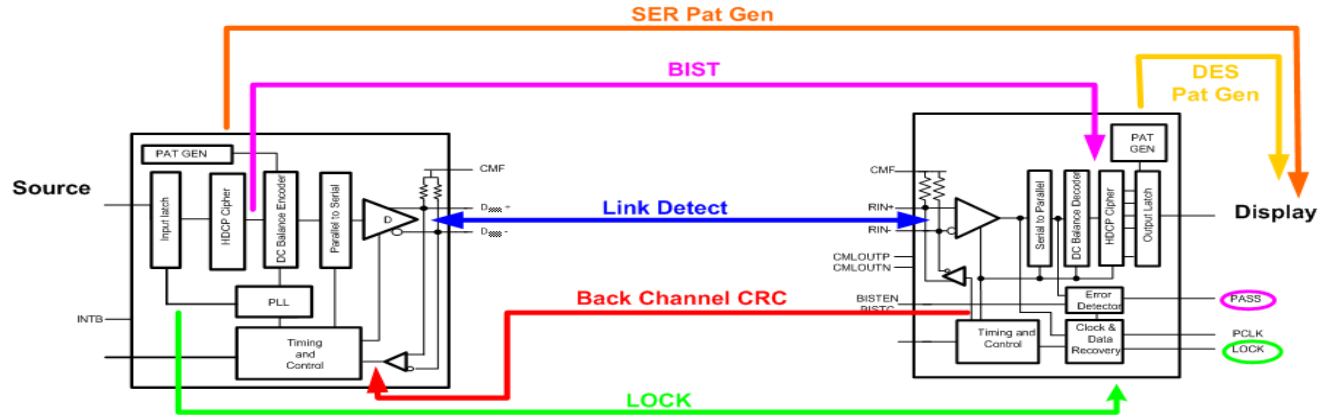 SER Pat Gen
BIST
DES
Pat Gen
PAT GEN
Source
Input latch
HDCP Cipher
DC Balance Encoder
Parallel to Serial
D
CMF
D +
D -
PLL
INTB
Timing
and
Control
Link Detect
Back Channel CRC
LOCK
PAT
GEN
CMF
RIN+
RIN-
CMLOUTP
CMLOUTN
BISTEN
BISTC
Serial to Parallel
DC Balance Decoder
HDCP Cipher
Output Latch
Display
Error
Detector
PASS
Timing and
Control
Clock &
Data
Recovery
PCLK
LOCK